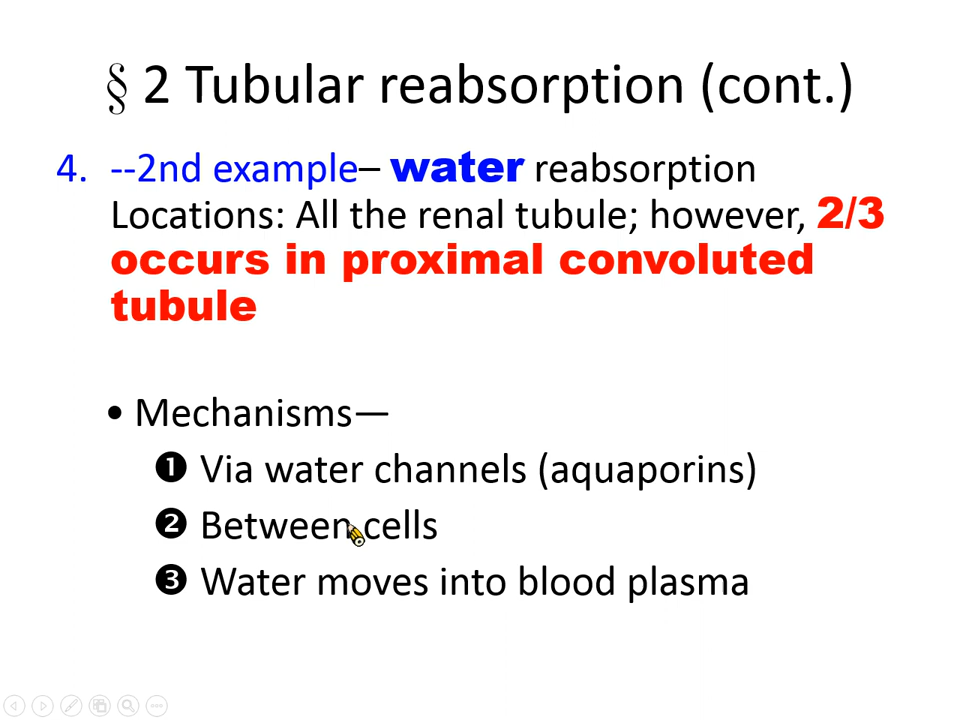 § 2 Tubular reabsorption (cont.)
4. --2nd example– water reabsorption
Locations: All the renal tubule; however, 2/3
occurs in proximal convoluted
tubule
• Mechanisms—
❶ Via water channels (aquaporins)
❷ Between cells
❸ Water moves into blood plasma